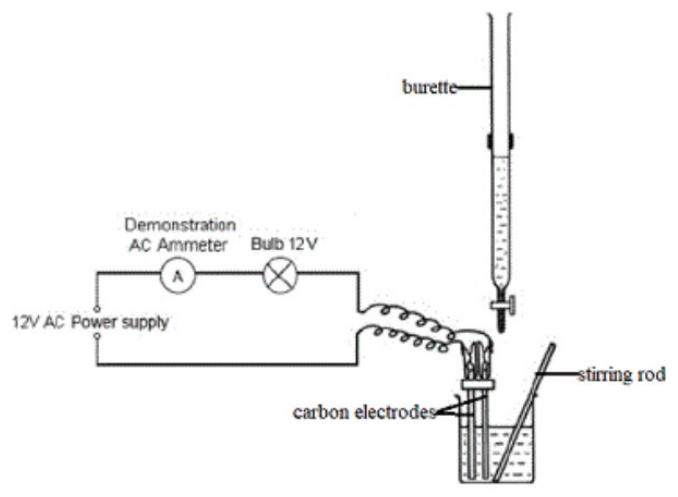 burette
Demonstration
AC Ammeter
Bulb 12V
A
12V AC Power supply
stirring rod
carbon electrodes